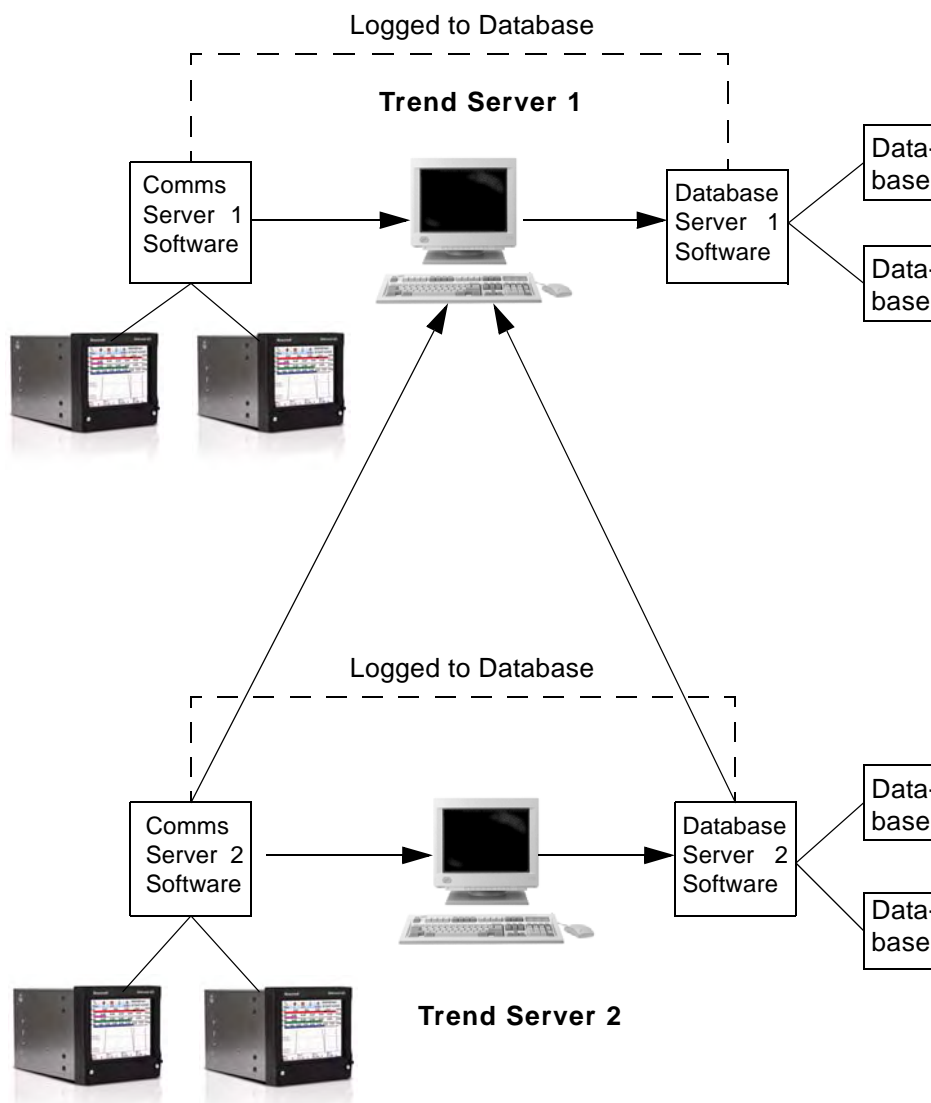 Logged to Database
Trend Server 1
Comms
Server 1
Software
Database
Server 1
Software
Data-
base
Data-
base
Logged to Database
Comms
Server 2
Software
Database
Server 2
Software
Data-
base
Data-
base
Trend Server 2